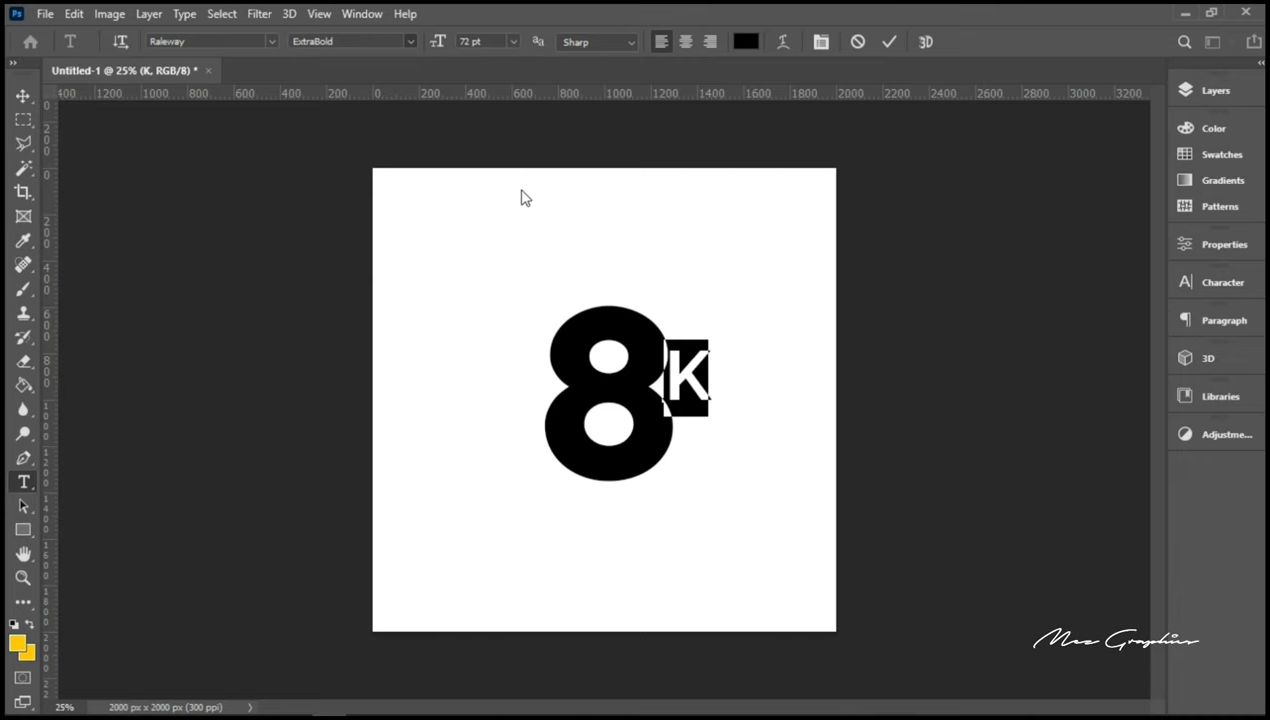 Ps File Edit Image Layer Type Select Filter 3D View Window Help
T Raleway ExtraBold 72 pt aa Sharp 3D
Untitled-1 @ 25% (K, RGB/8) * ×
400 1200 1000 800 600 400 200 0 200 400 600 800 1000 1200 1400 1600 1800 2000 2200 2400 2600 2800 3000 3200
Layers
Color
Swatches
Gradients
Patterns
Properties
Character
Paragraph
3D
Libraries
Adjustme...
8K
Mez Graphics
25% 2000 px x 2000 px (300 ppi)